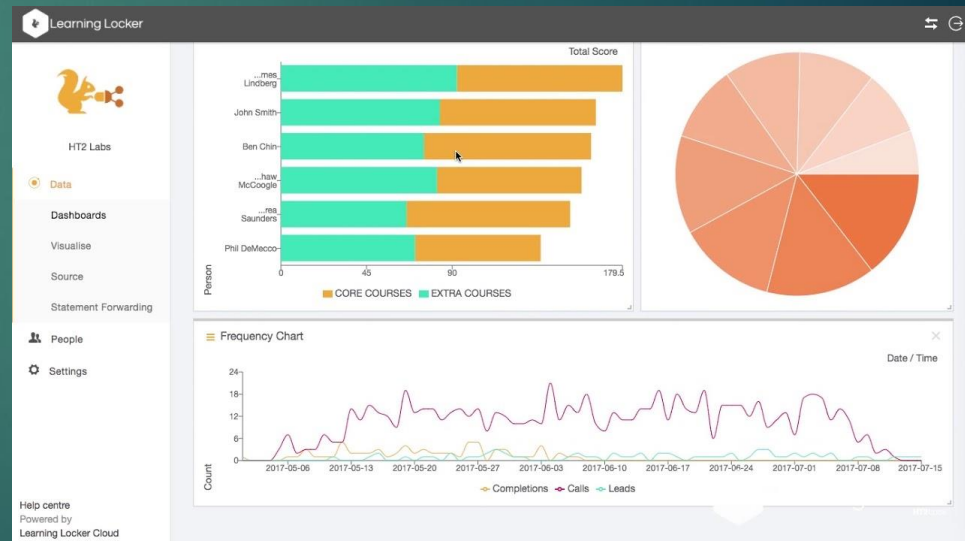 Learning Locker
HT2 Labs
Data
Dashboards
Visualise
Source
Statement Forwarding
People
Settings
Help centre
Powered by
Learning Locker Cloud
Total Score
...mes
Lindberg
John Smith
Ben Chin
...haw
McCoogle
...rea
Saunders
Phil DeMecco
Person
0 45 90 179.5
CORE COURSES EXTRA COURSES
Frequency Chart
Date / Time
24
18
12
6
0
Count
2017-05-06 2017-05-13 2017-05-20 2017-05-27 2017-06-03 2017-06-10 2017-06-17 2017-06-24 2017-07-01 2017-07-08 2017-07-15
Completions Calls Leads